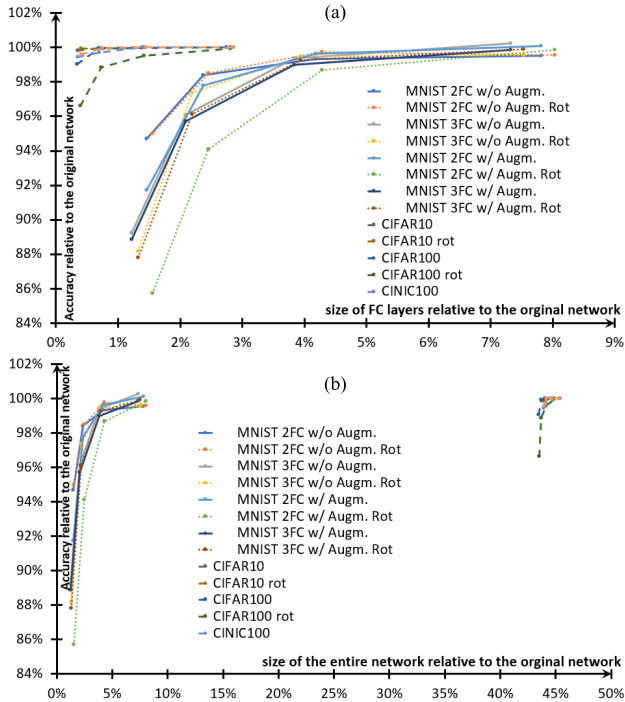 (a)
102%
100%
98%
96%
94%
92%
90%
88%
86%
84%
Accuracy relative to the original network
MNIST 2FC w/o Augm.
MNIST 2FC w/o Augm. Rot
MNIST 3FC w/o Augm.
MNIST 3FC w/o Augm. Rot
MNIST 2FC w/ Augm.
MNIST 2FC w/ Augm. Rot
MNIST 3FC w/ Augm.
MNIST 3FC w/ Augm. Rot
CIFAR10
CIFAR10 rot
CIFAR100
CIFAR100 rot
CINIC100
size of FC layers relative to the orginal network
0% 1% 2% 3% 4% 5% 6% 7% 8% 9%
(b)
102%
100%
98%
96%
94%
92%
90%
88%
86%
84%
Accuracy relative to the original network
MNIST 2FC w/o Augm.
MNIST 2FC w/o Augm. Rot
MNIST 3FC w/o Augm.
MNIST 3FC w/o Augm. Rot
MNIST 2FC w/ Augm.
MNIST 2FC w/ Augm. Rot
MNIST 3FC w/ Augm.
MNIST 3FC w/ Augm. Rot
CIFAR10
CIFAR10 rot
CIFAR100
CIFAR100 rot
CINIC100
size of the entire network relative to the orginal network
0% 5% 10% 15% 20% 25% 30% 35% 40% 45% 50%